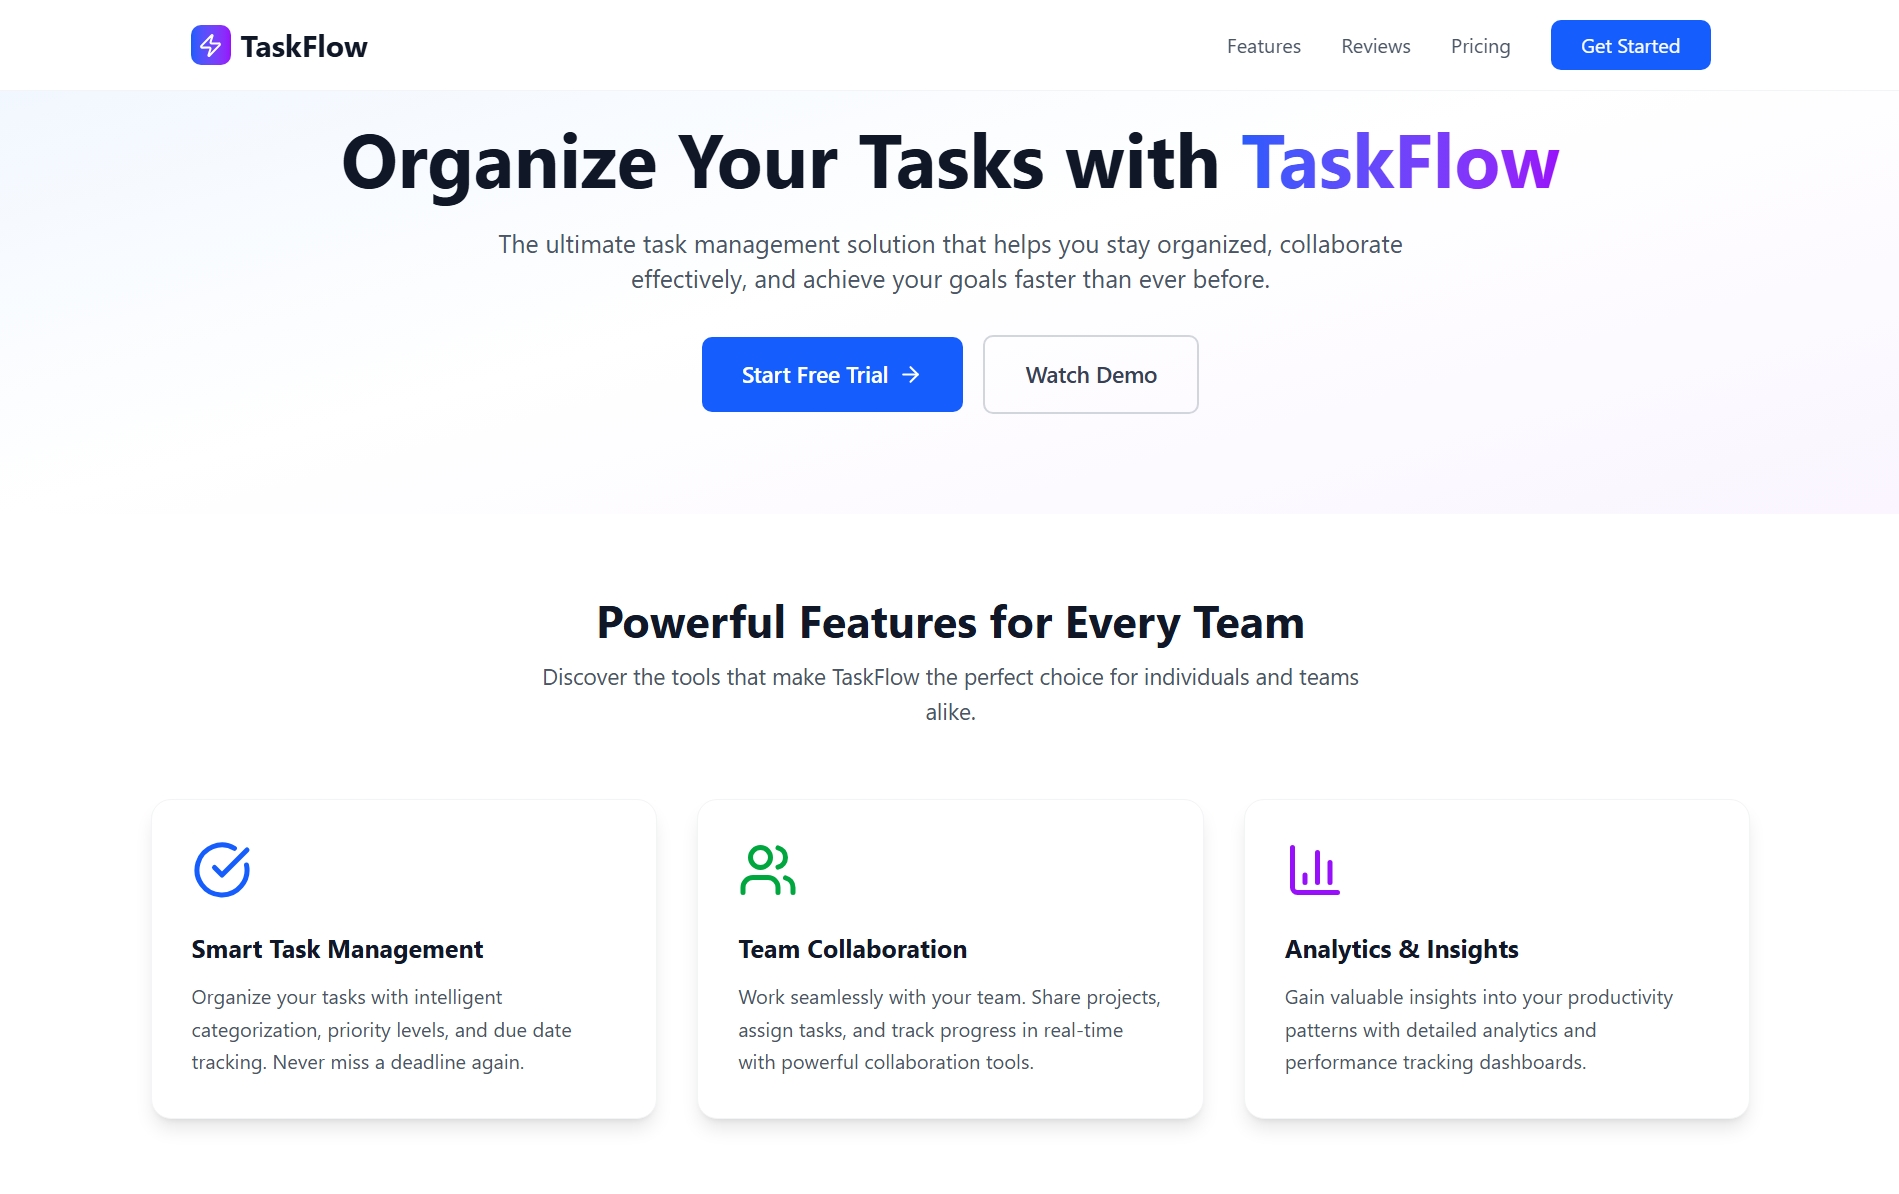 TaskFlow
Features
Reviews
Pricing
Get Started
Organize Your Tasks with TaskFlow
The ultimate task management solution that helps you stay organized, collaborate
effectively, and achieve your goals faster than ever before.
Start Free Trial →
Watch Demo
Powerful Features for Every Team
Discover the tools that make TaskFlow the perfect choice for individuals and teams
alike.
Smart Task Management
Organize your tasks with intelligent
categorization, priority levels, and due date
tracking. Never miss a deadline again.
Team Collaboration
Work seamlessly with your team. Share projects,
assign tasks, and track progress in real-time
with powerful collaboration tools.
Analytics & Insights
Gain valuable insights into your productivity
patterns with detailed analytics and
performance tracking dashboards.